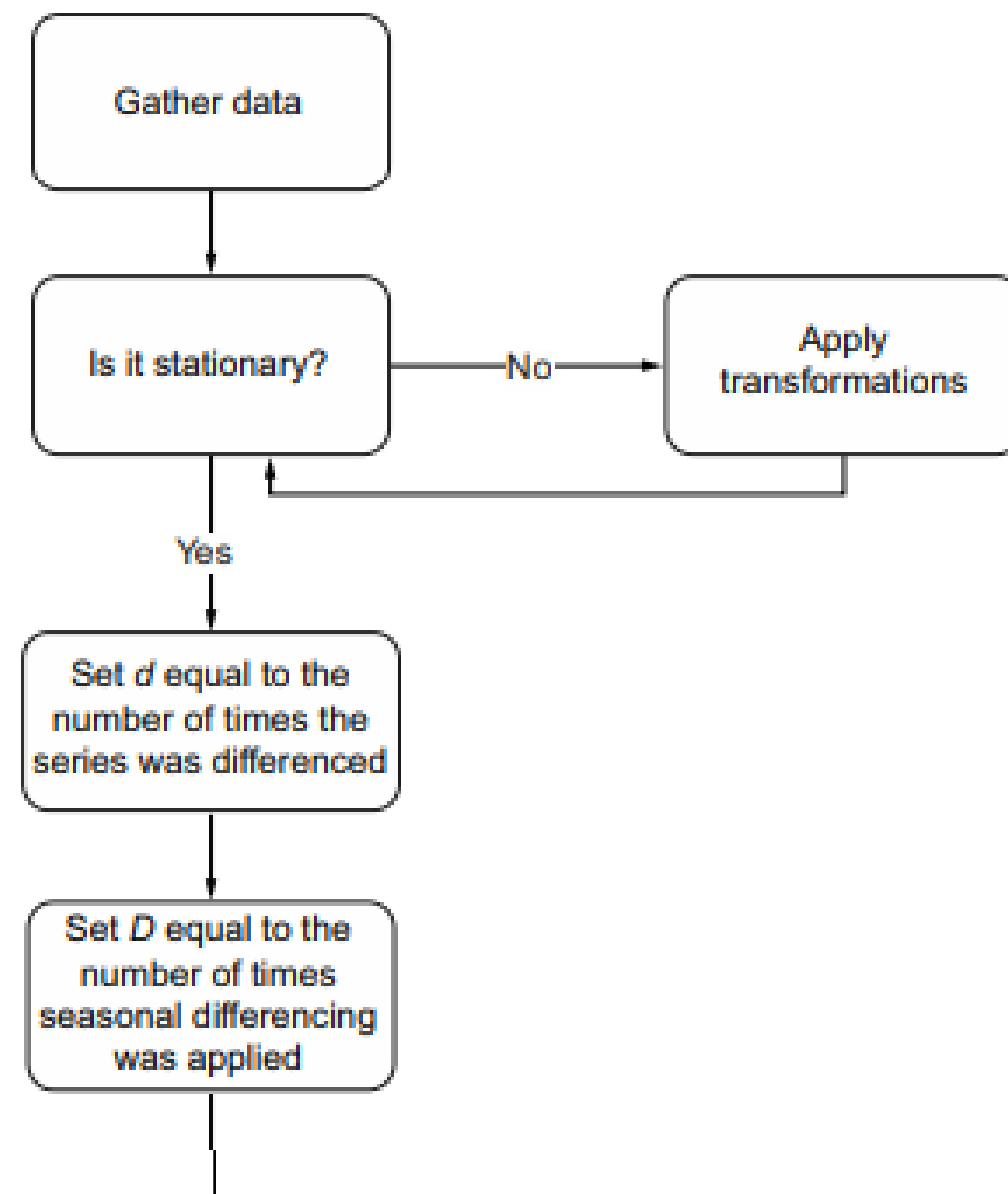 Gather data
Is it stationary?
No
Apply
transformations
Yes
Set d equal to the
number of times the
series was differenced
Set D equal to the
number of times
seasonal differencing
was applied